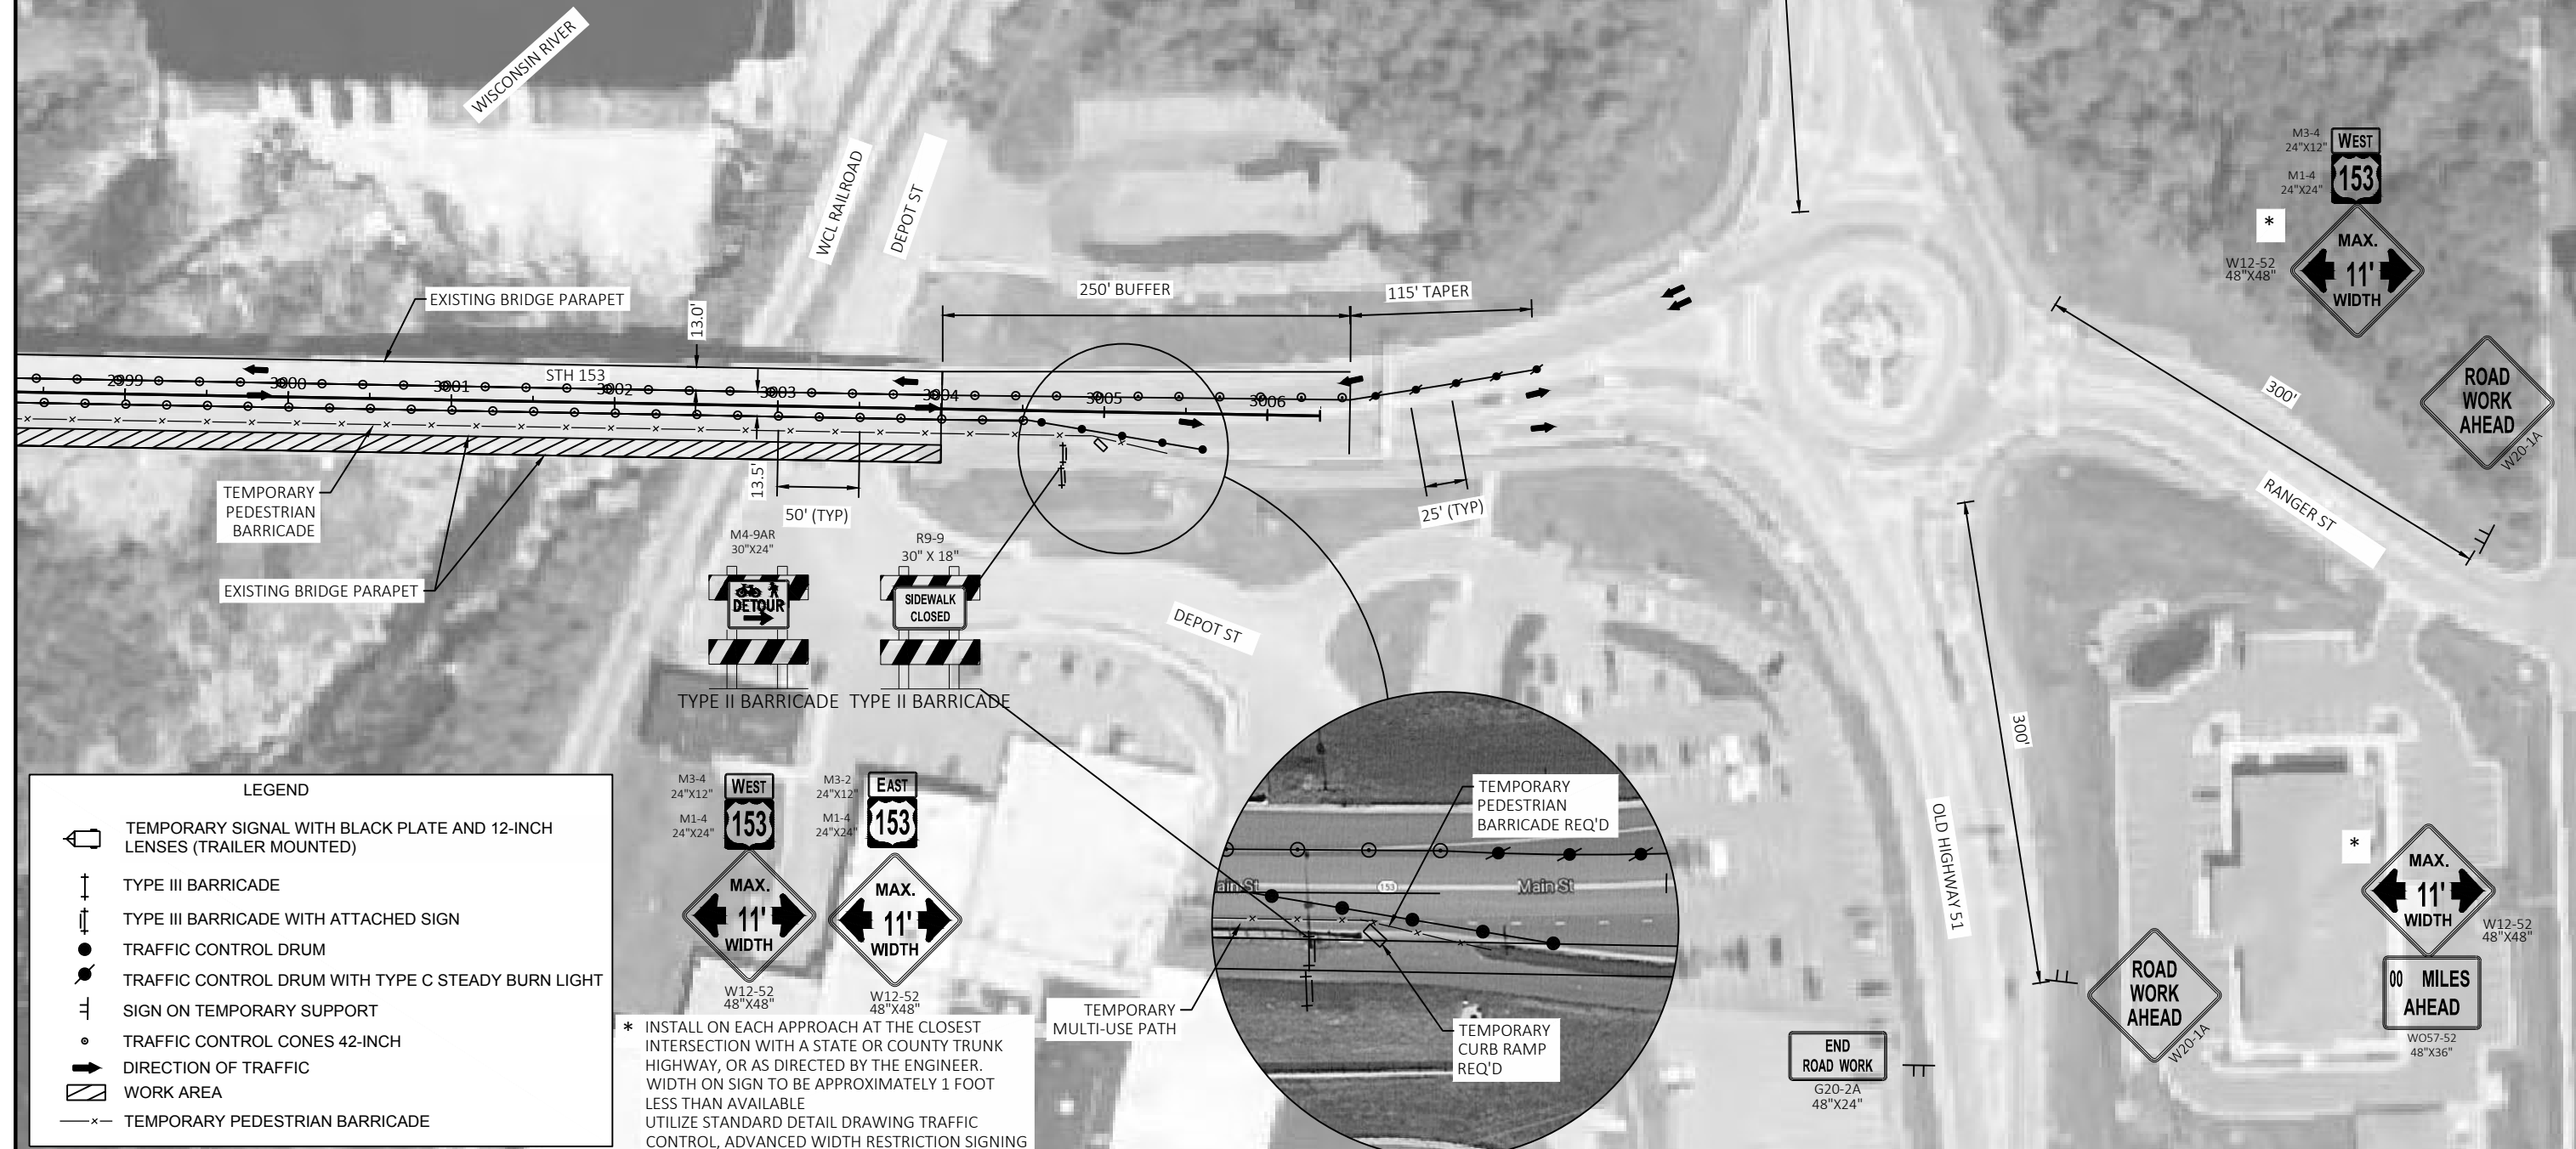 WISCONSIN RIVER
WCL RAILROAD
DEPOT ST
M3-4
24"X12"
WEST
M1-4
24"X24"
153
*
MAX.
11'
WIDTH
W12-52
48"X48"
ROAD
WORK
AHEAD
W20-1A
EXISTING BRIDGE PARAPET
13.0'
250' BUFFER
115' TAPER
300'
STH 153
2999
3000
3001
3002
3003
3004
3005
3006
TEMPORARY
PEDESTRIAN
BARRICADE
13.5'
50' (TYP)
25' (TYP)
RANGER ST
EXISTING BRIDGE PARAPET
M4-9AR
30"X24"
DETOUR
TYPE II BARRICADE
R9-9
30" X 18"
SIDEWALK
CLOSED
TYPE II BARRICADE
DEPOT ST
300'
OLD HIGHWAY 51
LEGEND
TEMPORARY SIGNAL WITH BLACK PLATE AND 12-INCH
LENSES (TRAILER MOUNTED)
TYPE III BARRICADE
TYPE III BARRICADE WITH ATTACHED SIGN
TRAFFIC CONTROL DRUM
TRAFFIC CONTROL DRUM WITH TYPE C STEADY BURN LIGHT
SIGN ON TEMPORARY SUPPORT
TRAFFIC CONTROL CONES 42-INCH
DIRECTION OF TRAFFIC
WORK AREA
TEMPORARY PEDESTRIAN BARRICADE
M3-4
24"X12"
WEST
M1-4
24"X24"
153
MAX.
11'
WIDTH
W12-52
48"X48"
M3-2
24"X12"
EAST
M1-4
24"X24"
153
MAX.
11'
WIDTH
W12-52
48"X48"
* INSTALL ON EACH APPROACH AT THE CLOSEST
INTERSECTION WITH A STATE OR COUNTY TRUNK
HIGHWAY, OR AS DIRECTED BY THE ENGINEER.
WIDTH ON SIGN TO BE APPROXIMATELY 1 FOOT
LESS THAN AVAILABLE
UTILIZE STANDARD DETAIL DRAWING TRAFFIC
CONTROL, ADVANCED WIDTH RESTRICTION SIGNING
TEMPORARY
PEDESTRIAN
BARRICADE REQ'D
ain St
153
Main St
TEMPORARY
MULTI-USE PATH
TEMPORARY
CURB RAMP
REQ'D
END
ROAD WORK
G20-2A
48"X24"
ROAD
WORK
AHEAD
W20-1A
*
MAX.
11'
WIDTH
W12-52
48"X48"
00 MILES
AHEAD
WO57-52
48"X36"